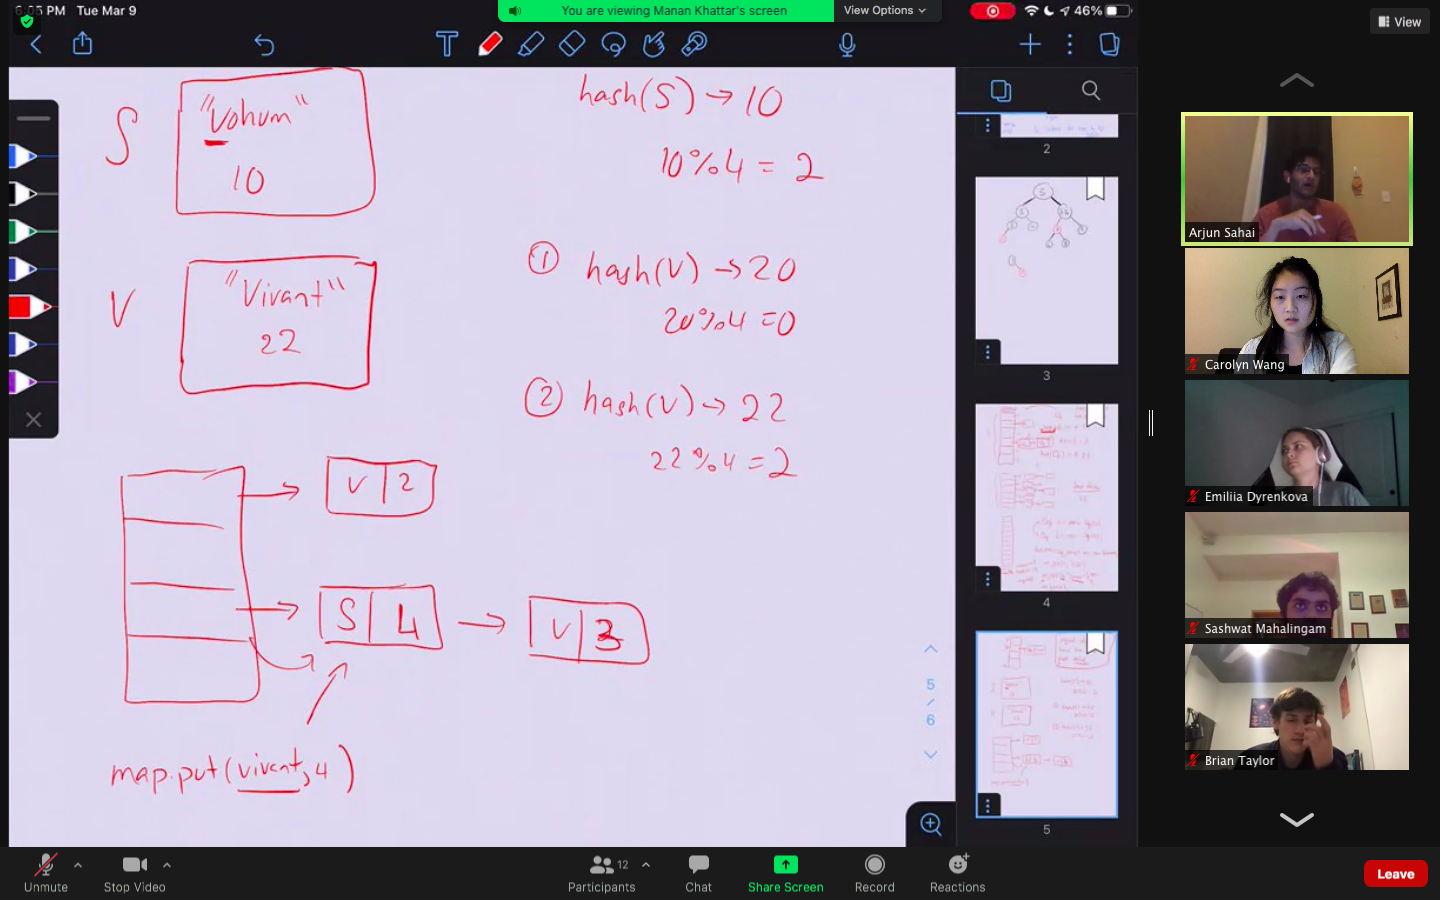 6:05 PM Tue Mar 9
You are viewing Manan Khattar's screen
View Options
46%
View
S
"Vohum"
10
hash(S) → 10
10%4 = 2
V
"Vivant"
22
① hash(V) → 20
20%4 = 0
② hash(V) → 22
22%4 = 2
V | 2
S | 4
V | 3
map.put(vivant, 4)
5
/
6
2
3
4
5
Arjun Sahai
Carolyn Wang
Emiliia Dyrenkova
Sashwat Mahalingam
Brian Taylor
Unmute
Stop Video
Participants
12
Chat
Share Screen
Record
Reactions
Leave